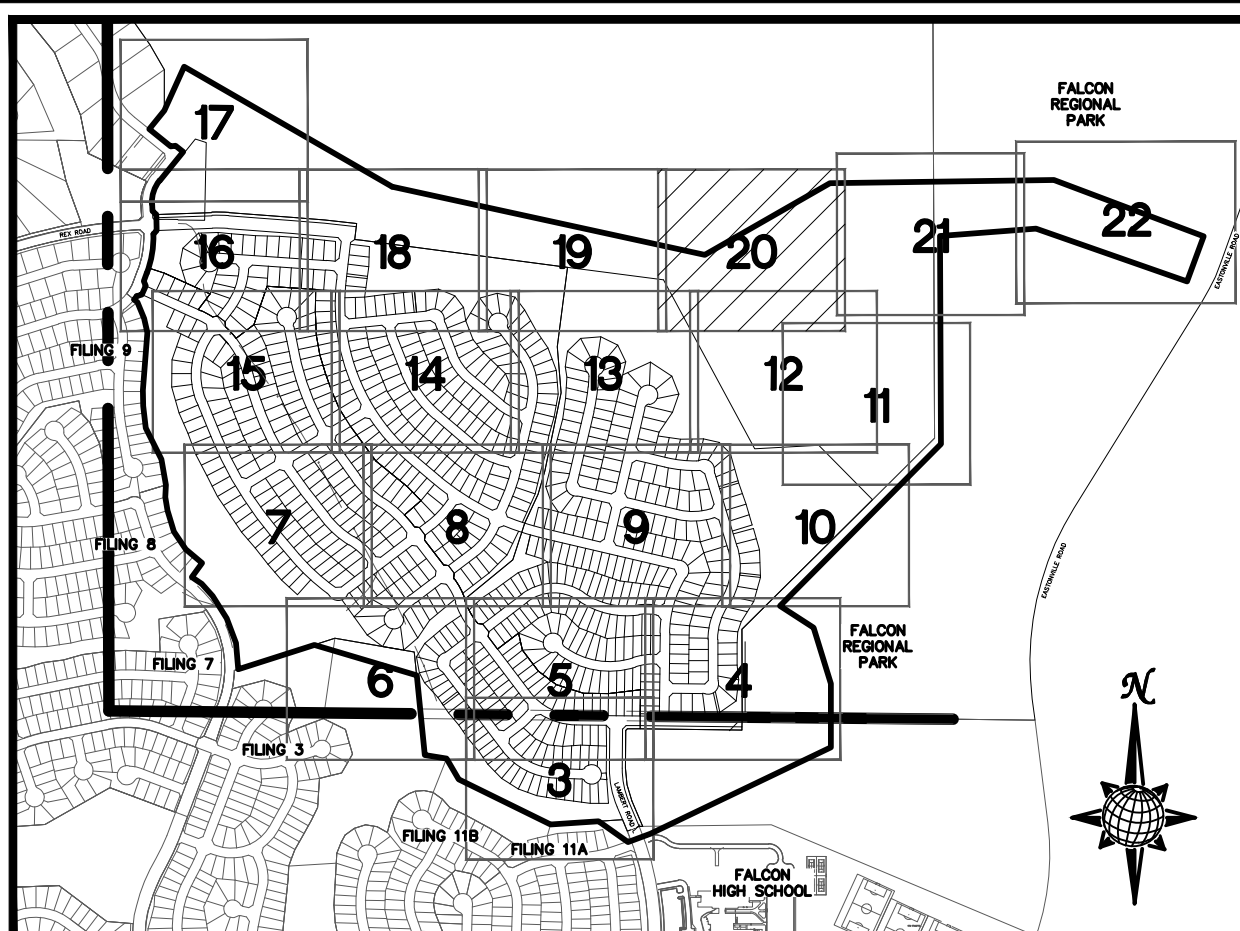 FALCON
REGIONAL
PARK
17
22
REX ROAD
21
16
18
19
20
EASTONVILLE ROAD
FILING 9
15
14
13
12
11
7
8
9
10
FILING 8
EASTONVILLE ROAD
FALCON
REGIONAL
PARK
FILING 7
6
5
4
N
FILING 3
3
LAMBERT ROAD
FILING 11B
FILING 11A
FALCON
HIGH SCHOOL